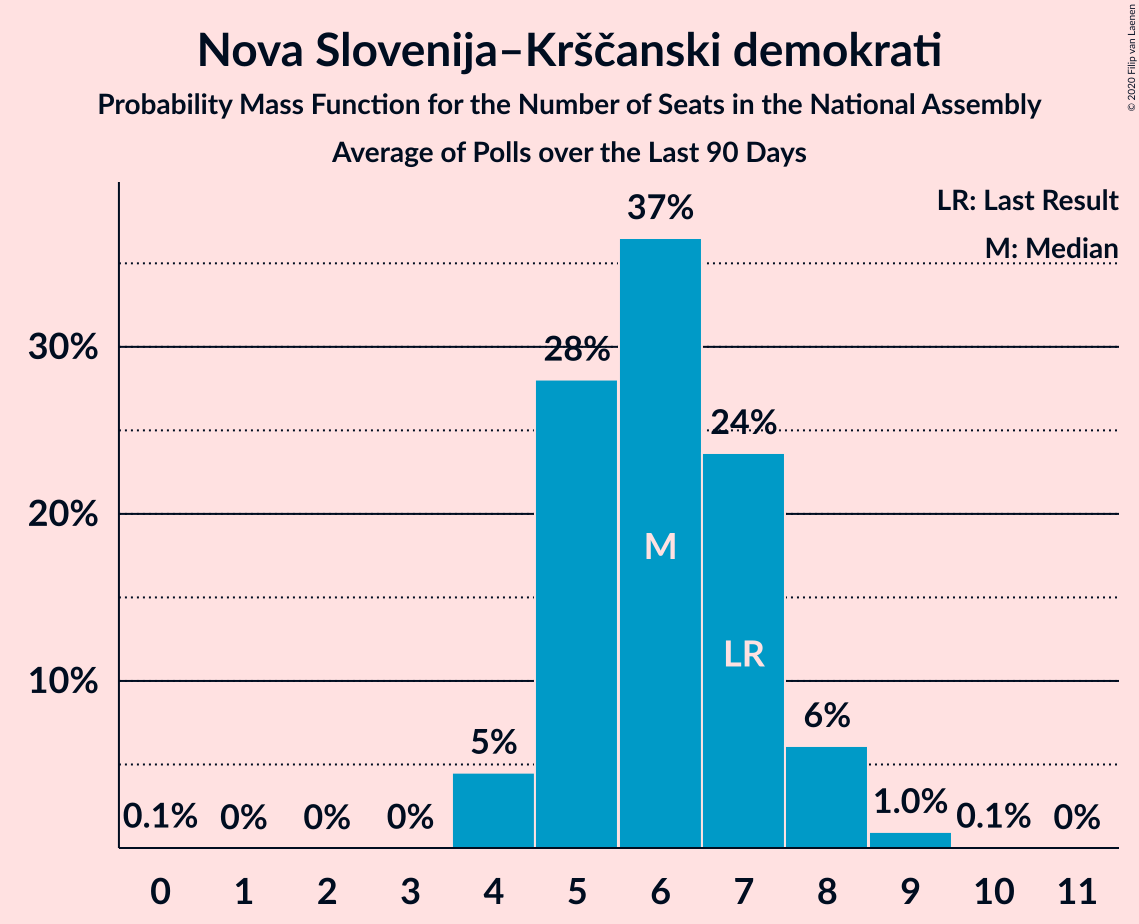 Nova Slovenija–Krščanski demokrati
Probability Mass Function for the Number of Seats in the National Assembly
Average of Polls over the Last 90 Days
© 2020 Filip van Laenen
LR: Last Result
M: Median
37%
30%
28%
24%
20%
M
LR
10%
6%
5%
1.0%
0.1% 0% 0% 0% 0.1% 0%
0 1 2 3 4 5 6 7 8 9 10 11